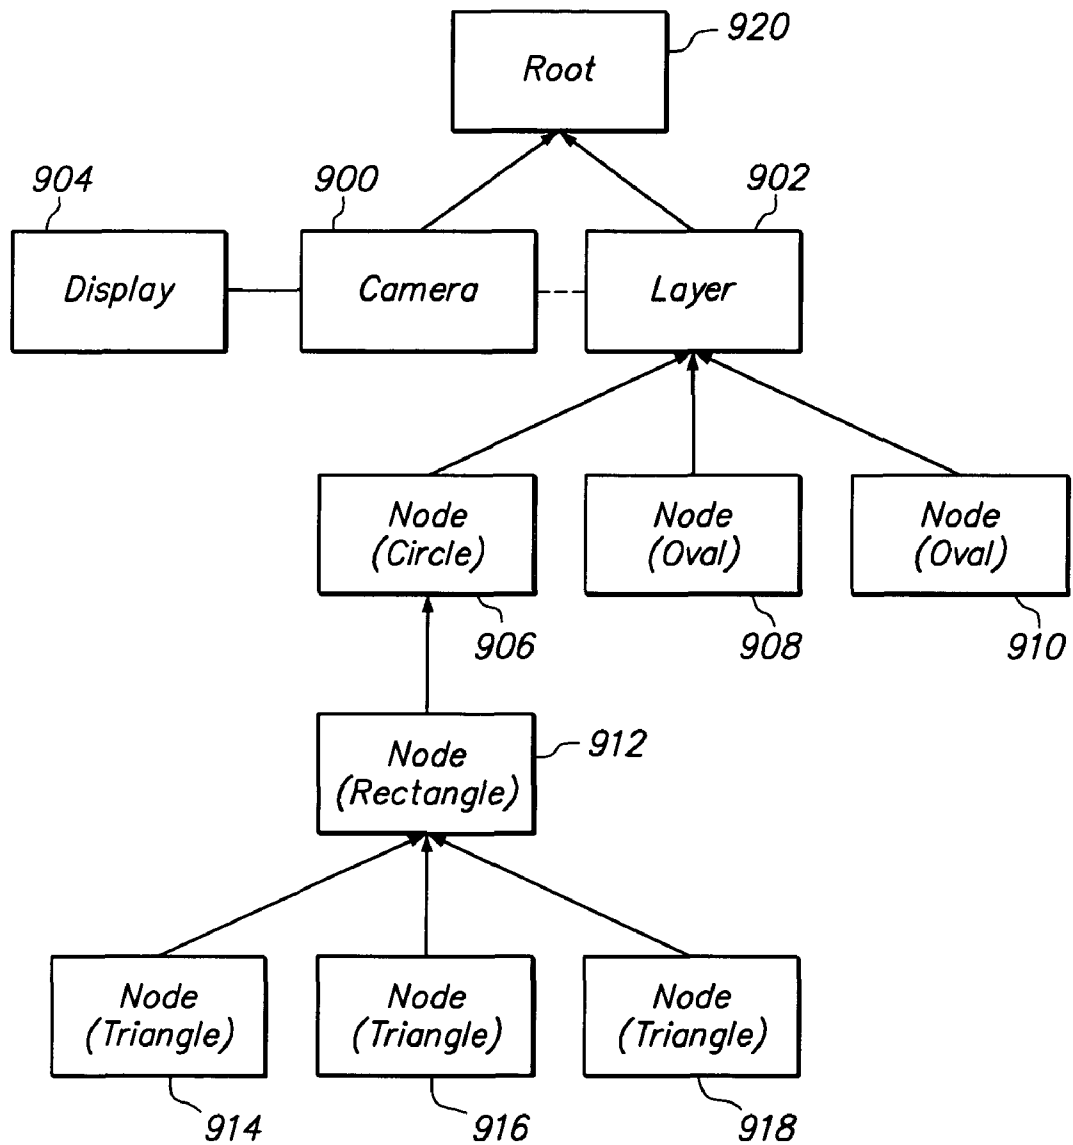 920
Root
904
900
902
Display
Camera
Layer
Node
(Circle)
Node
(Oval)
Node
(Oval)
906
908
910
Node
(Rectangle)
912
Node
(Triangle)
Node
(Triangle)
Node
(Triangle)
914
916
918